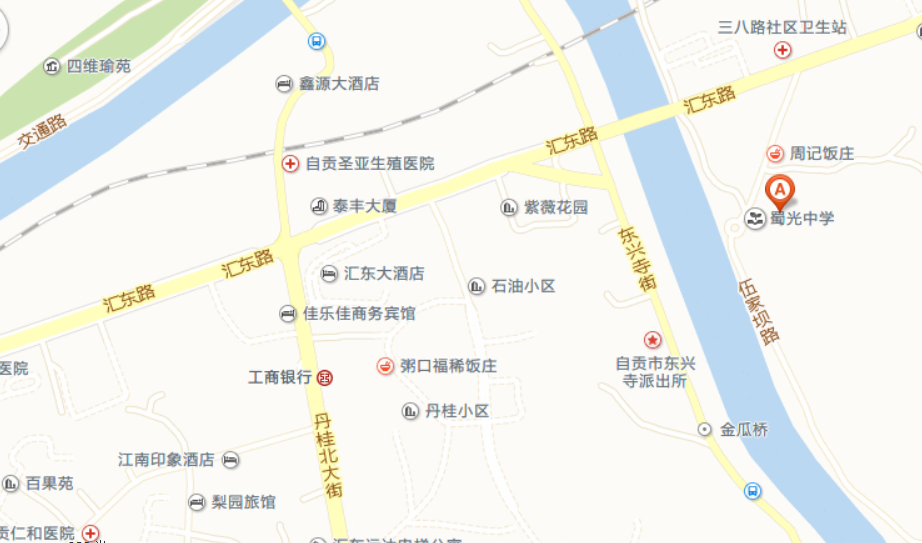 三八路社区卫生站
四维瑜苑
鑫源大酒店
汇东路
交通路
汇东路
周记饭庄
自贡圣亚生殖医院
泰丰大厦
紫薇花园
蜀光中学
A
东兴寺街
汇东路
汇东大酒店
石油小区
汇东路
伍家坝路
佳乐佳商务宾馆
医院
粥口福稀饭庄
自贡市东兴
寺派出所
工商银行
丹桂小区
丹桂北大街
金瓜桥
江南印象酒店
百果苑
梨园旅馆
贡仁和医院